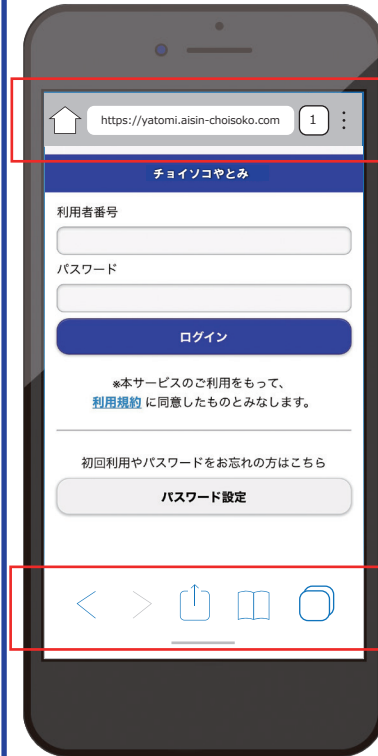 https://yatomi.aisin-choisoko.com
1
チョイソコやとみ
利用者番号
パスワード
ログイン
※本サービスのご利用をもって、
利用規約 に同意したものとみなします。
初回利用やパスワードをお忘れの方はこちら
パスワード設定